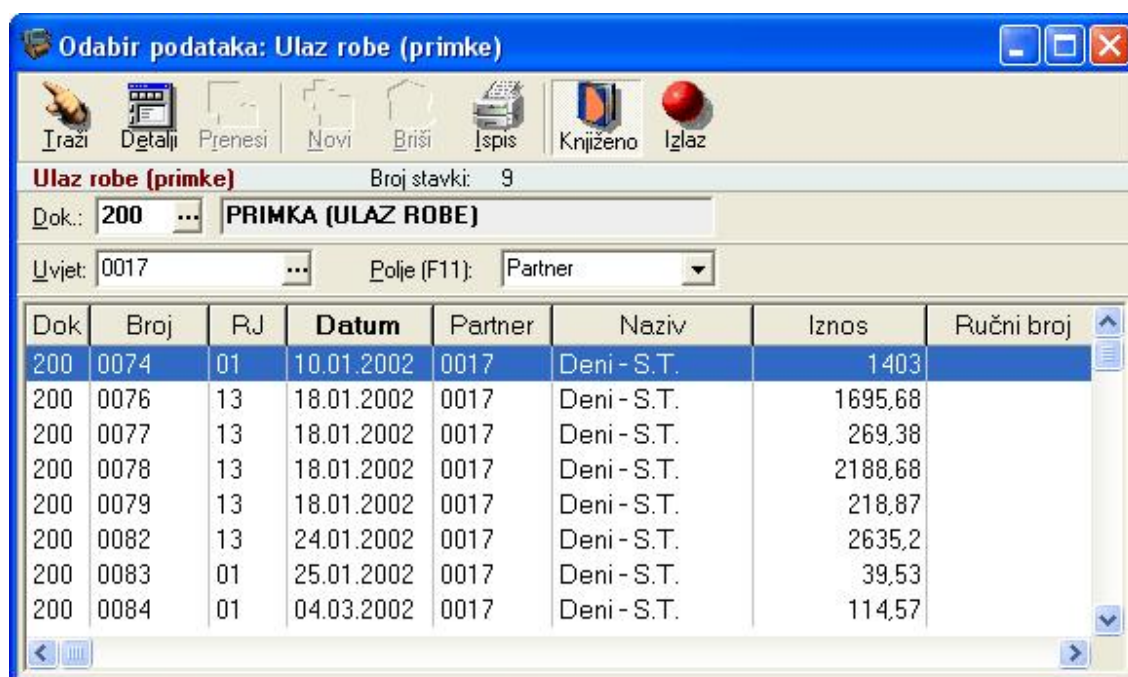 Odabir podataka: Ulaz robe (primke)
Traži Detalji Prenesi Novi Briši Ispis Knjiženo Izlaz
Ulaz robe (primke) Broj stavki: 9
Dok.: 200 ... PRIMKA (ULAZ ROBE)
Uvjet: 0017 ... Polje (F11): Partner
Dok Broj RJ Datum Partner Naziv Iznos Ručni broj
200 0074 01 10.01.2002 0017 Deni - S.T. 1403
200 0076 13 18.01.2002 0017 Deni - S.T. 1695,68
200 0077 13 18.01.2002 0017 Deni - S.T. 269,38
200 0078 13 18.01.2002 0017 Deni - S.T. 2188,68
200 0079 13 18.01.2002 0017 Deni - S.T. 218,87
200 0082 13 24.01.2002 0017 Deni - S.T. 2635,2
200 0083 01 25.01.2002 0017 Deni - S.T. 39,53
200 0084 01 04.03.2002 0017 Deni - S.T. 114,57